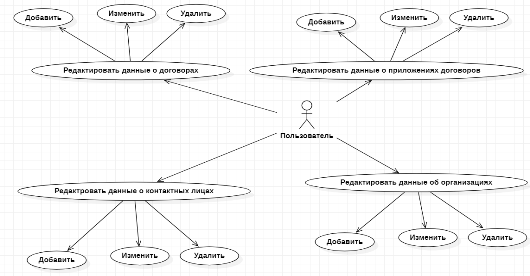 Добавить
Изменить
Удалить
Добавить
Изменить
Удалить
Редактировать данные о договорах
Редактировать данные о приложениях договоров
Пользователь
Редактровать данные о контактных лицах
Редактировать данные об организациях
Добавить
Изменить
Удалить
Добавить
Изменить
Удалить